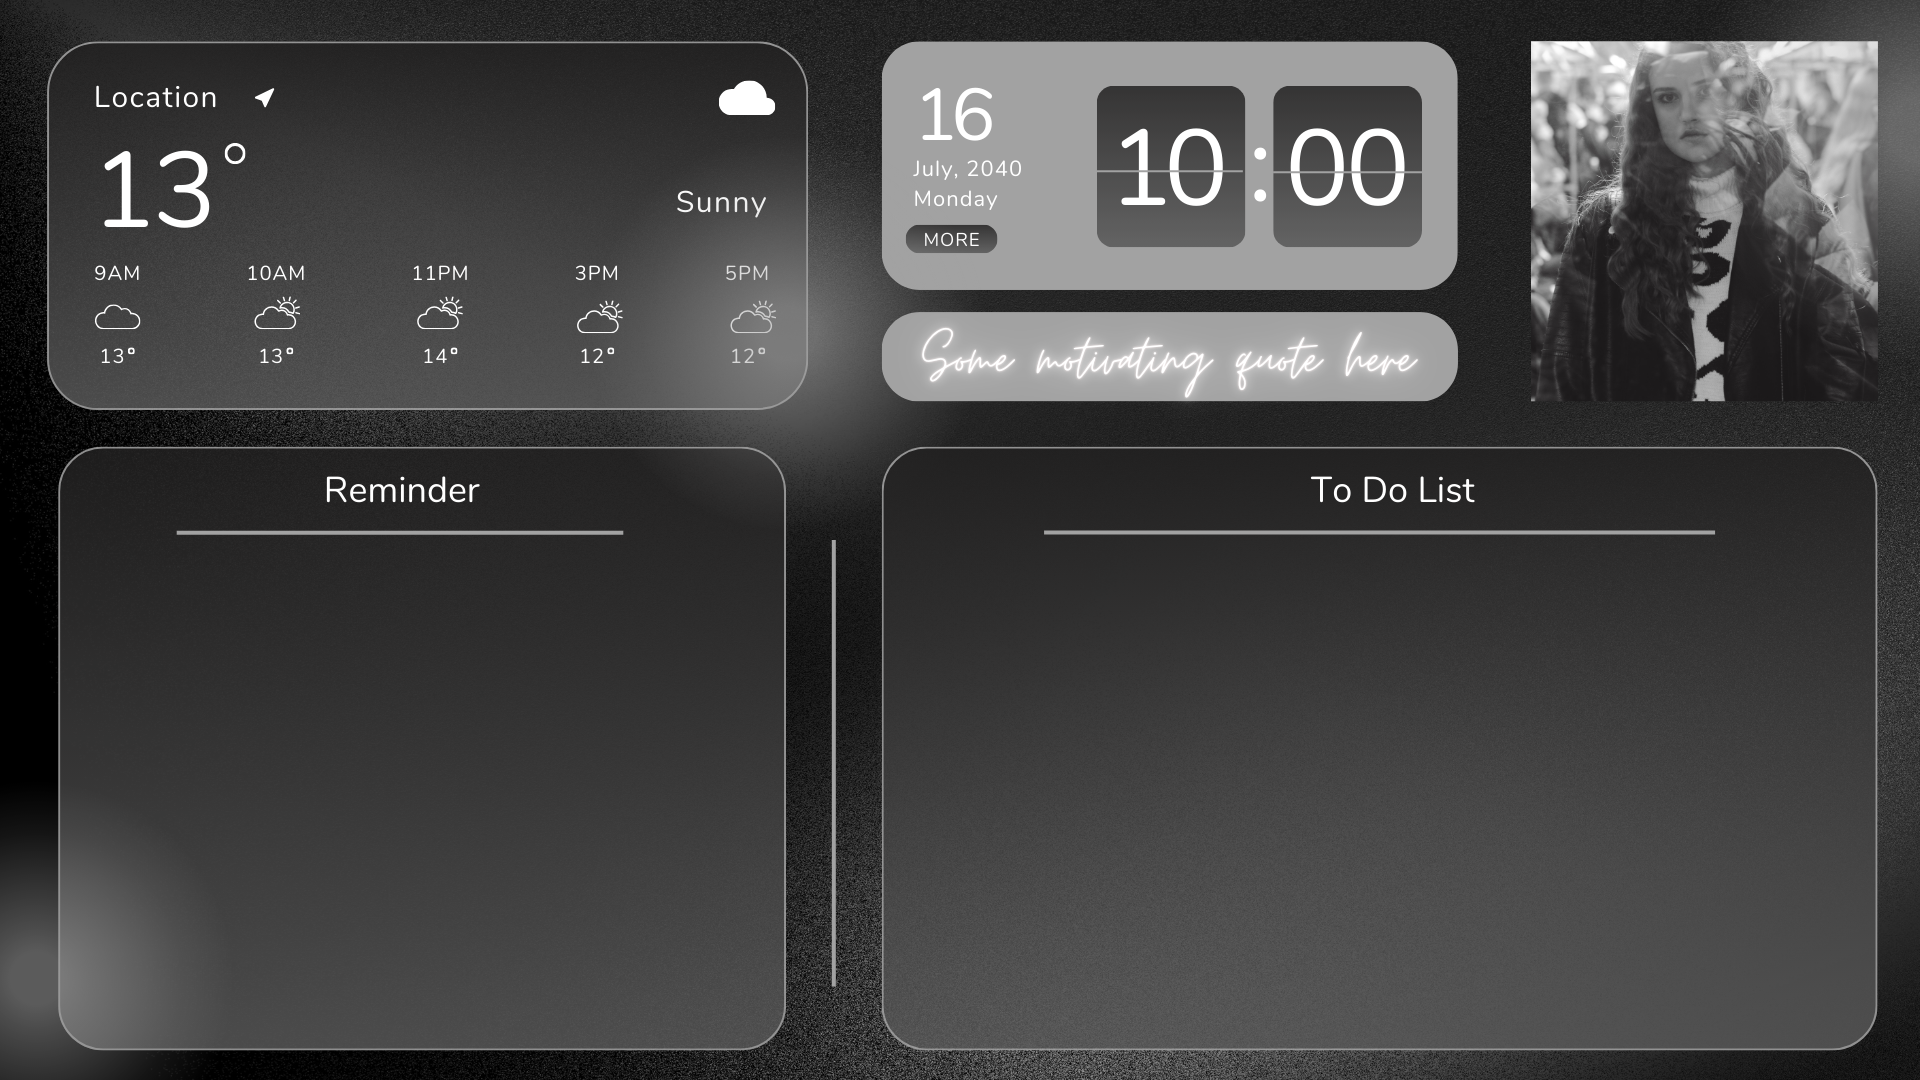 Location
13°
Sunny
9AM 10AM 11PM 3PM 5PM
13° 13° 14° 12° 12°
16
July, 2040
Monday
MORE
10:00
Some motivating quote here
Reminder
To Do List